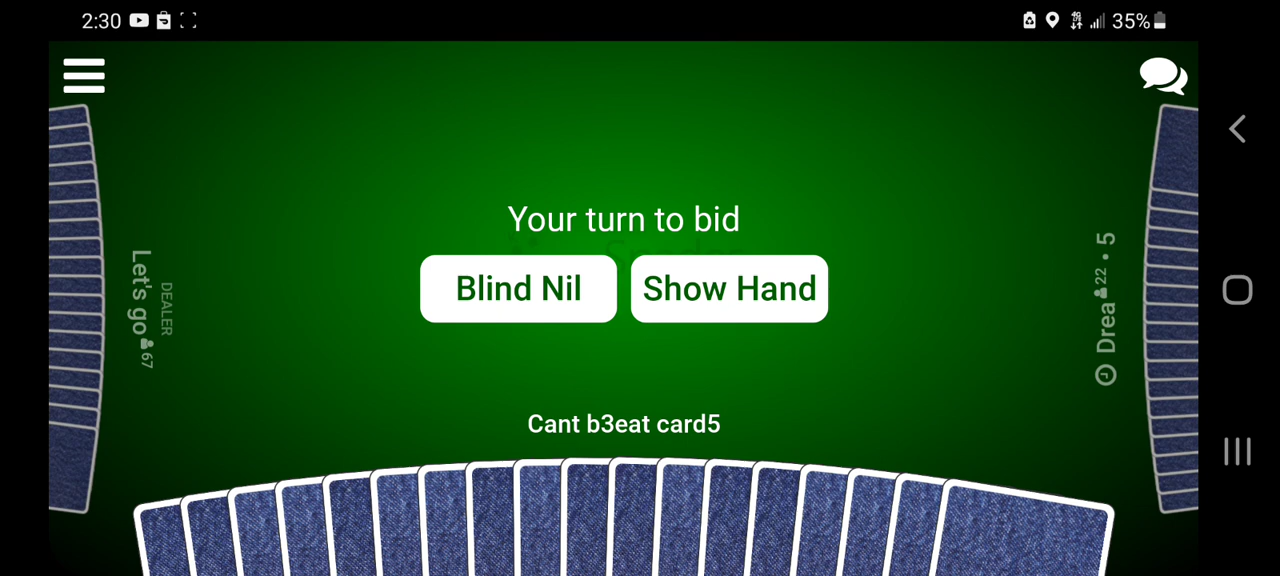 2:30
4G
35%
Your turn to bid
Blind Nil
Show Hand
Let's go 67
DEALER
Drea 22 • 5
Cant b3eat card5